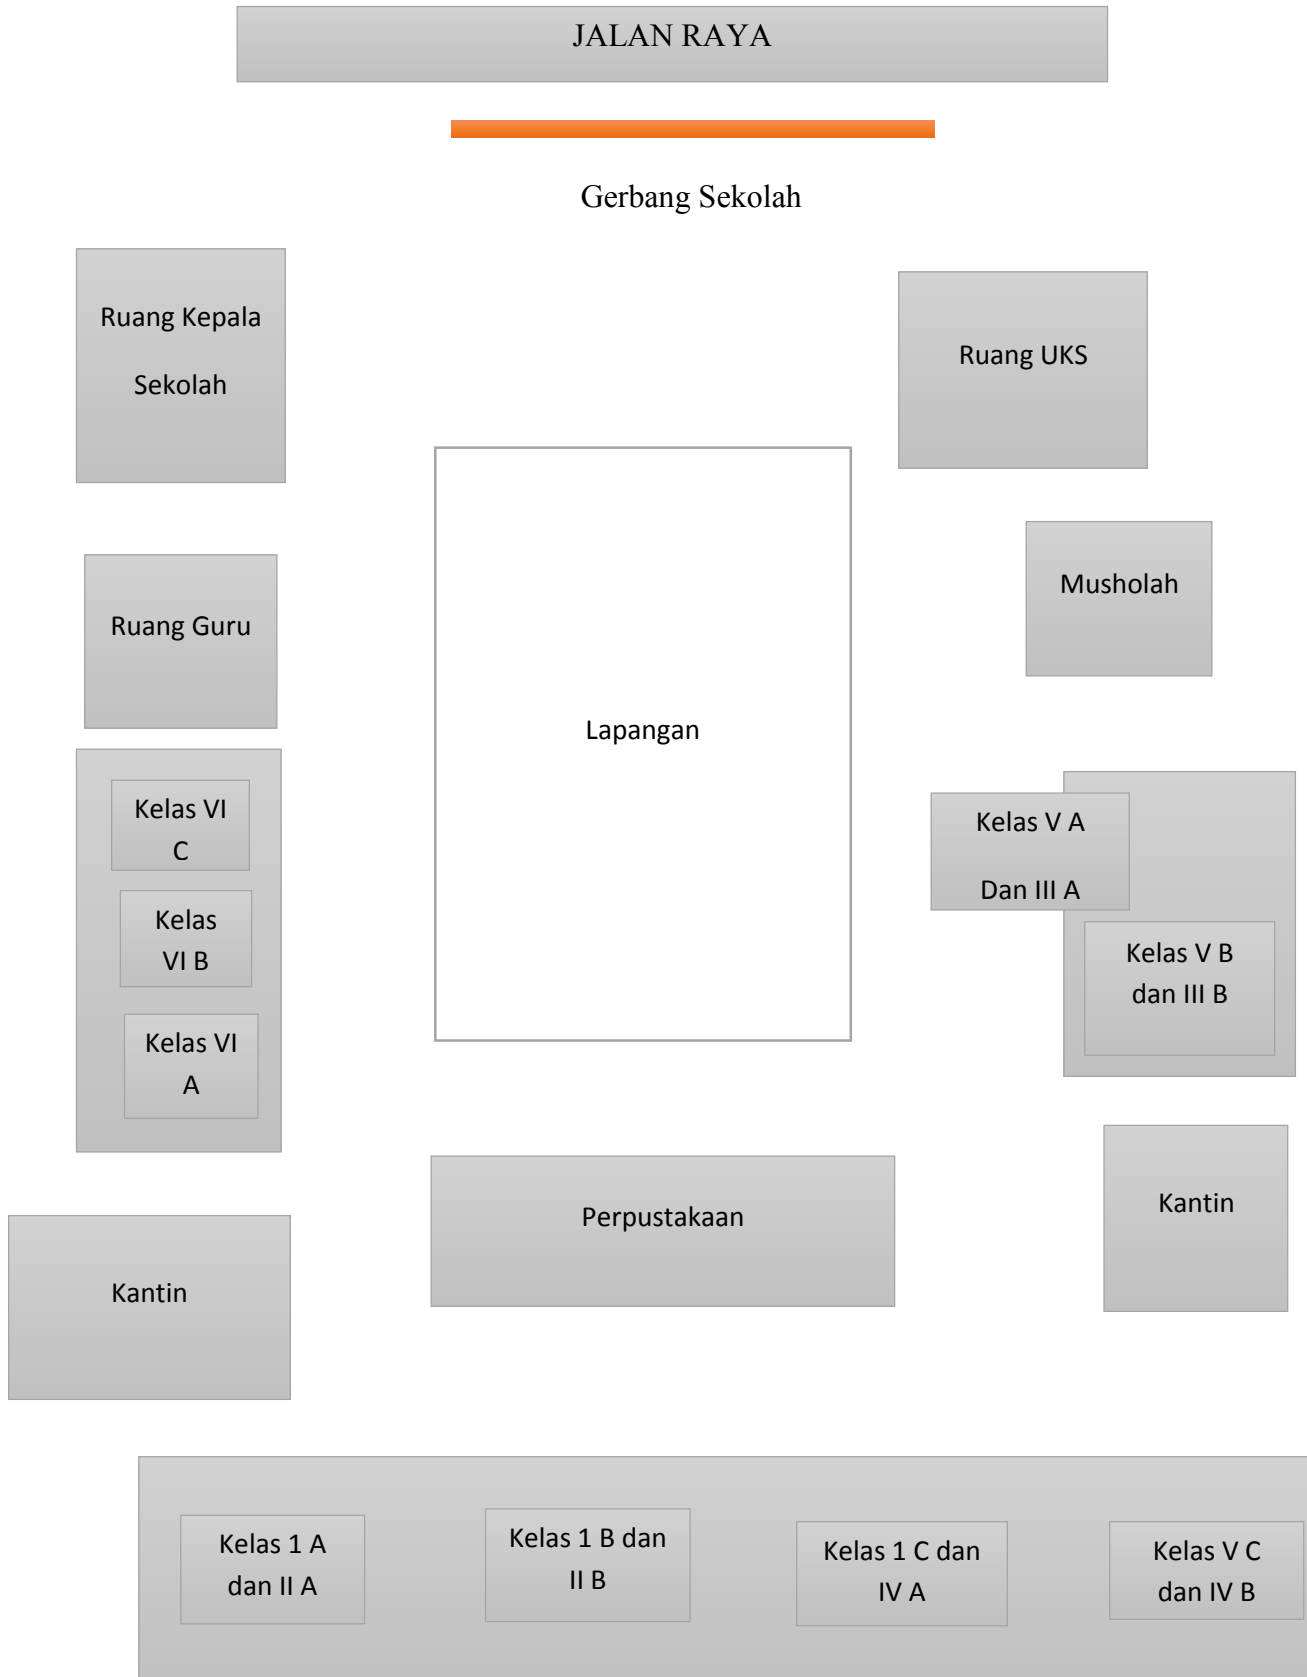 JALAN RAYA
Gerbang Sekolah
Ruang Kepala
Sekolah
Ruang UKS
Musholah
Ruang Guru
Lapangan
Kelas VI
C
Kelas
VI B
Kelas VI
A
Kelas V A
Dan III A
Kelas V B
dan III B
Perpustakaan
Kantin
Kantin
Kelas 1 A
dan II A
Kelas 1 B dan
II B
Kelas 1 C dan
IV A
Kelas V C
dan IV B